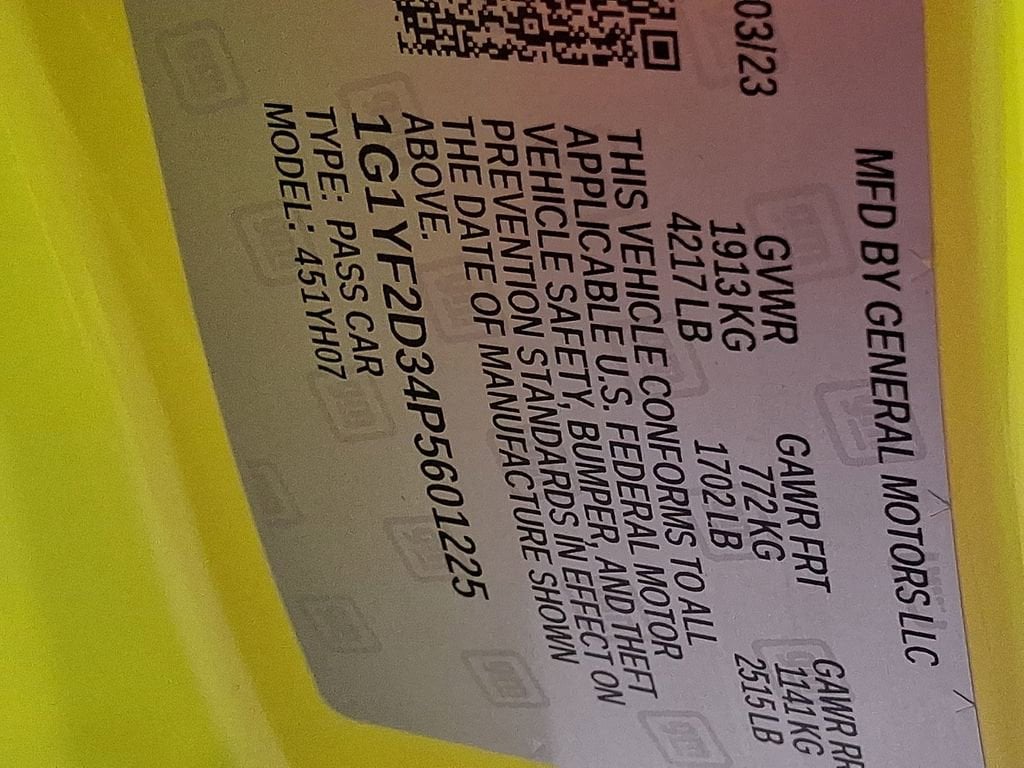 MFD BY GENERAL MOTORS LLC
03/23
GVWR GAWR FRT GAWR RR
1913 KG 772 KG 1141 KG
4217 LB 1702 LB 2515 LB
THIS VEHICLE CONFORMS TO ALL
APPLICABLE U.S. FEDERAL MOTOR
VEHICLE SAFETY, BUMPER, AND THEFT
PREVENTION STANDARDS IN EFFECT ON
THE DATE OF MANUFACTURE SHOWN
ABOVE.
1G1YF2D34P5601225
TYPE: PASS CAR
MODEL: 451YH07